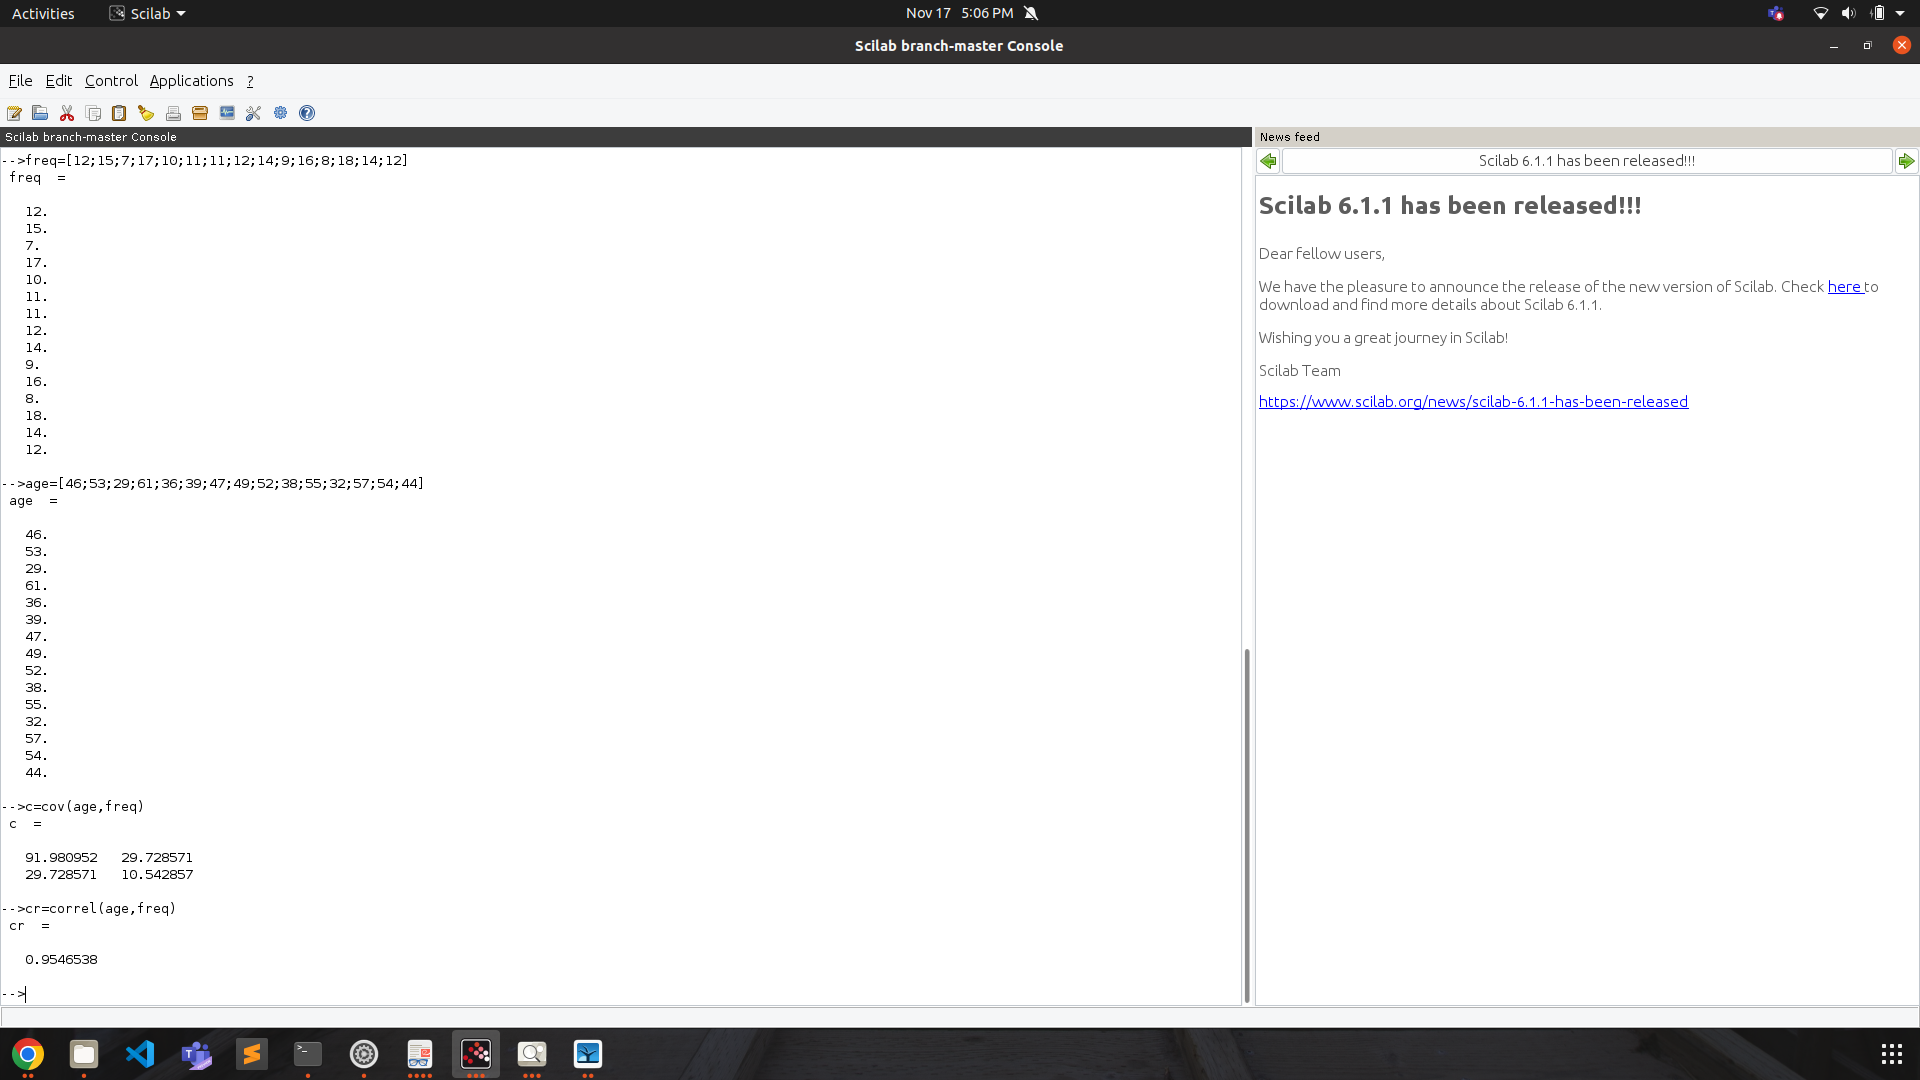 Activities
Scilab
Nov 17 5:06 PM
Scilab branch-master Console
File Edit Control Applications ?
Scilab branch-master Console
-->freq=[12;15;7;17;10;11;11;12;14;9;16;8;18;14;12]
freq =
12.
15.
7.
17.
10.
11.
11.
12.
14.
9.
16.
8.
18.
14.
12.
-->age=[46;53;29;61;36;39;47;49;52;38;55;32;57;54;44]
age =
46.
53.
29.
61.
36.
39.
47.
49.
52.
38.
55.
32.
57.
54.
44.
-->c=cov(age,freq)
c =
91.980952 29.728571
29.728571 10.542857
-->cr=correl(age,freq)
cr =
0.9546538
-->
News feed
Scilab 6.1.1 has been released!!!
Scilab 6.1.1 has been released!!!
Dear fellow users,
We have the pleasure to announce the release of the new version of Scilab. Check here to
download and find more details about Scilab 6.1.1.
Wishing you a great journey in Scilab!
Scilab Team
https://www.scilab.org/news/scilab-6.1.1-has-been-released